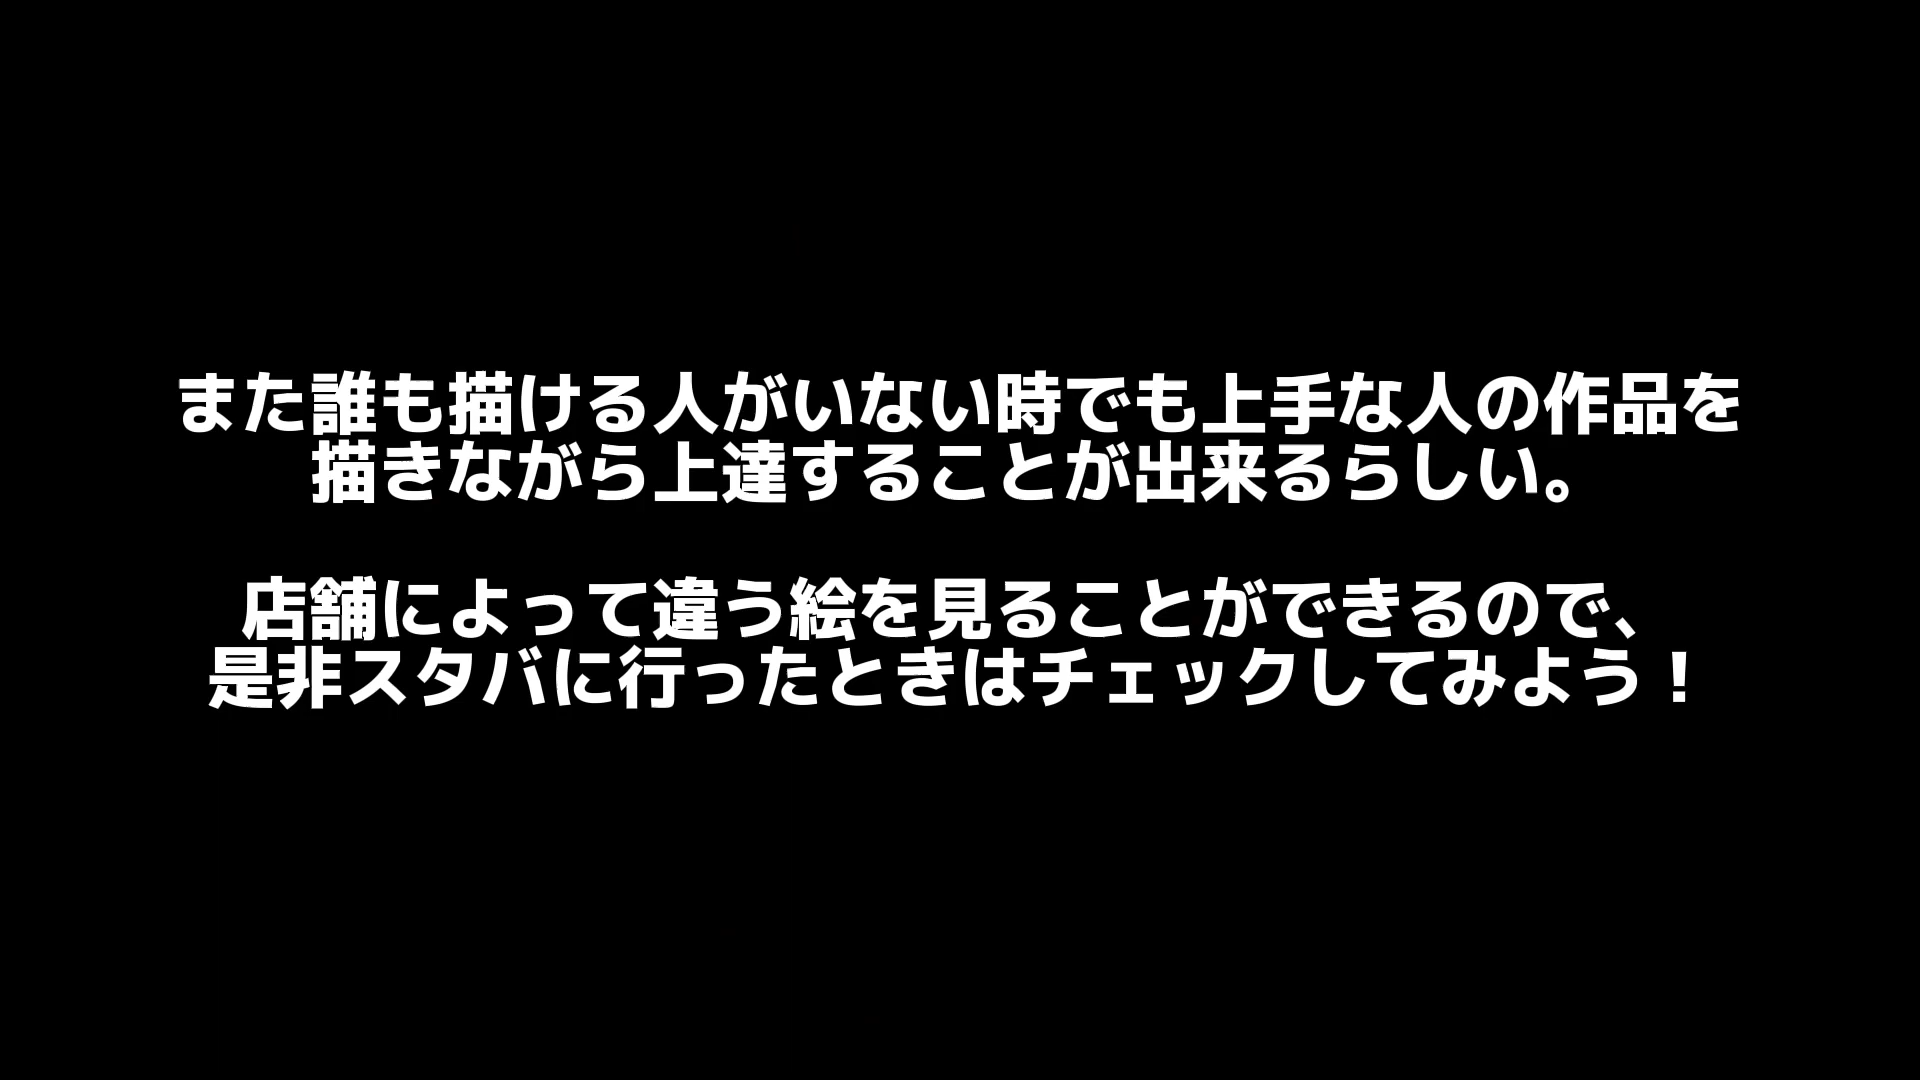 また誰も描ける人がいない時でも上手な人の作品を
描きながら上達することが出来るらしい。
店舗によって違う絵を見ることができるので、
是非スタバに行ったときはチェックしてみよう！